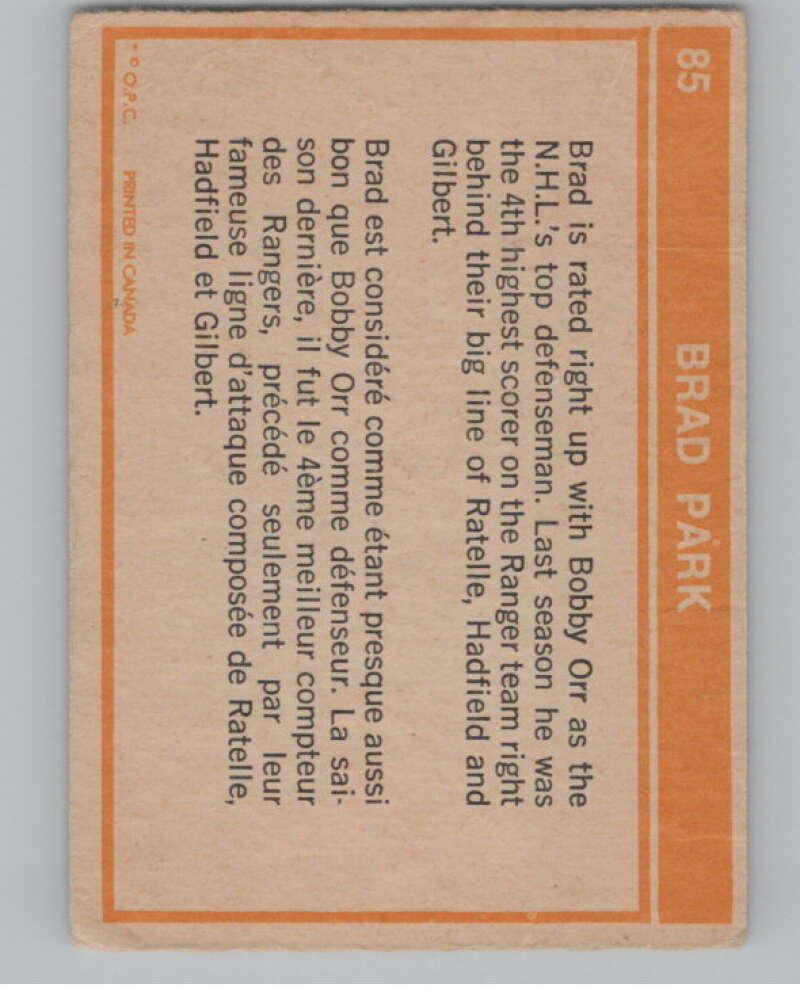 85 BRAD PARK
Brad is rated right up with Bobby Orr as the
N.H.L.'s top defenseman. Last season he was
the 4th highest scorer on the Ranger team right
behind their big line of Ratelle, Hadfield and
Gilbert.
Brad est considéré comme étant presque aussi
bon que Bobby Orr comme défenseur. La sai-
son dernière, il fut le 4ème meilleur compteur
des Rangers, précédé seulement par leur
fameuse ligne d'attaque composée de Ratelle,
Hadfield et Gilbert.
* © O.P.C. PRINTED IN CANADA